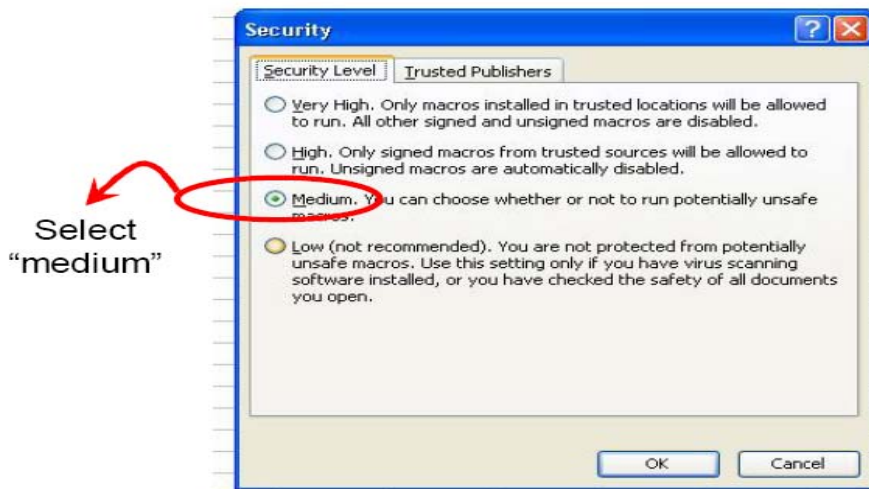 Security
Security Level
Trusted Publishers
Very High. Only macros installed in trusted locations will be allowed
to run. All other signed and unsigned macros are disabled.
High. Only signed macros from trusted sources will be allowed to
run. Unsigned macros are automatically disabled.
Medium. You can choose whether or not to run potentially unsafe
macros.
Low (not recommended). You are not protected from potentially
unsafe macros. Use this setting only if you have virus scanning
software installed, or you have checked the safety of all documents
you open.
Select
“medium”
OK
Cancel